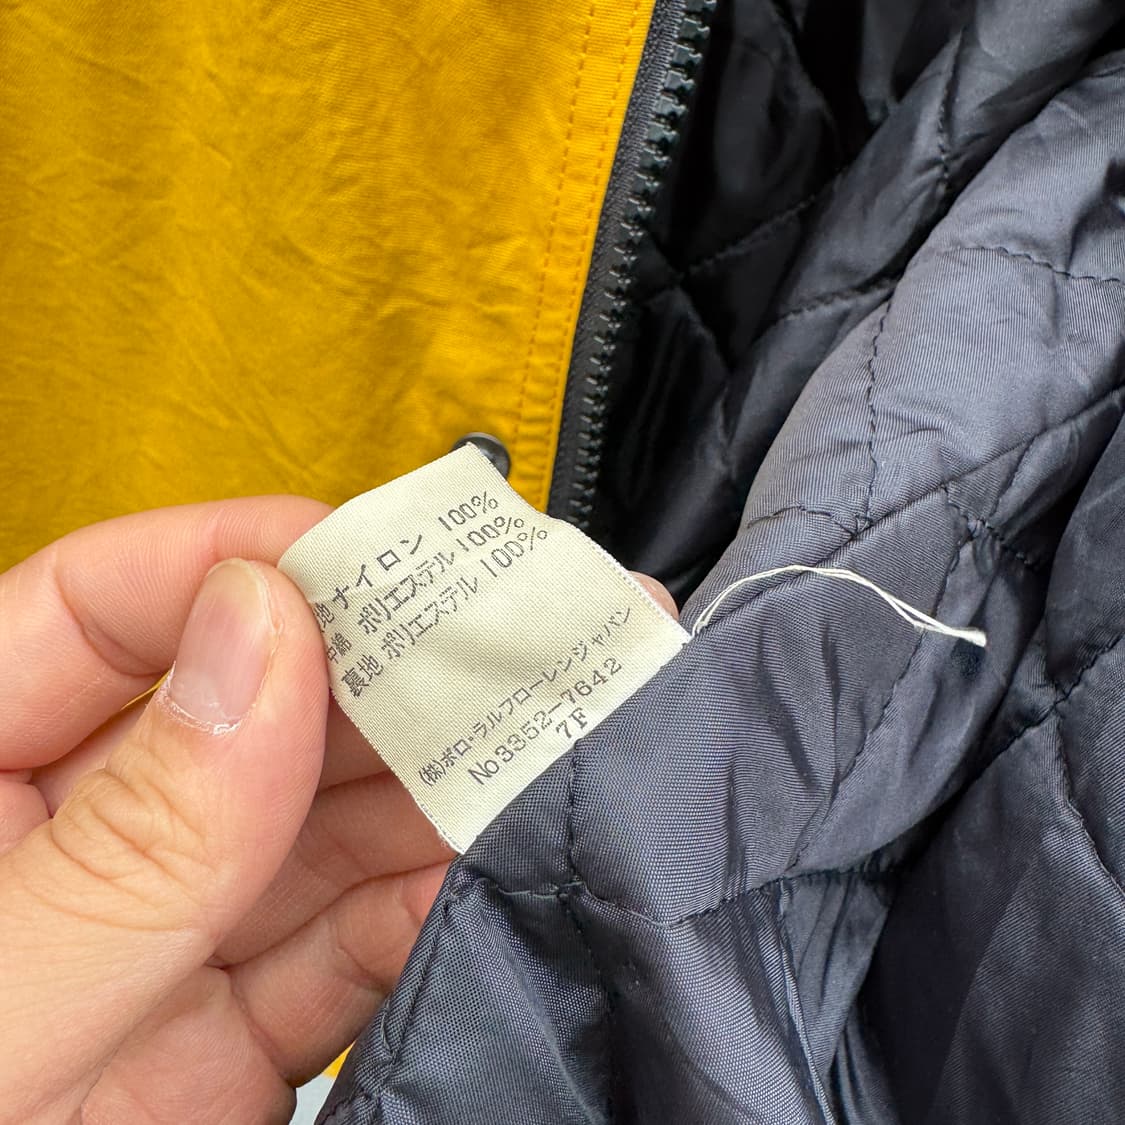 地 ナイロン 100%
中綿 ポリエステル 100%
裏地 ポリエステル 100%
(株)ポロ・ラルフローレンジャパン
No3352-7642
7F